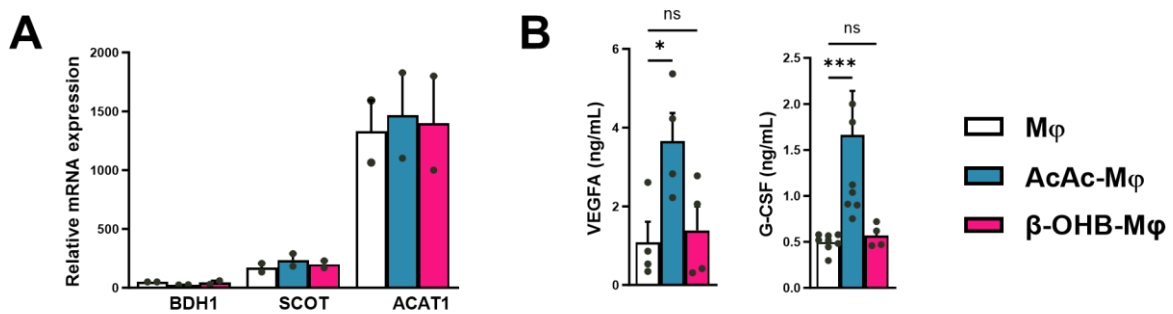 A
Relative mRNA expression
2000
1500
1000
500
0
BDH1 SCOT ACAT1
B
ns
*
VEGFA (ng/mL)
6
4
2
0
ns
***
G-CSF (ng/mL)
2.5
2.0
1.5
1.0
0.5
0.0
Mφ
AcAc-Mφ
β-OHB-Mφ